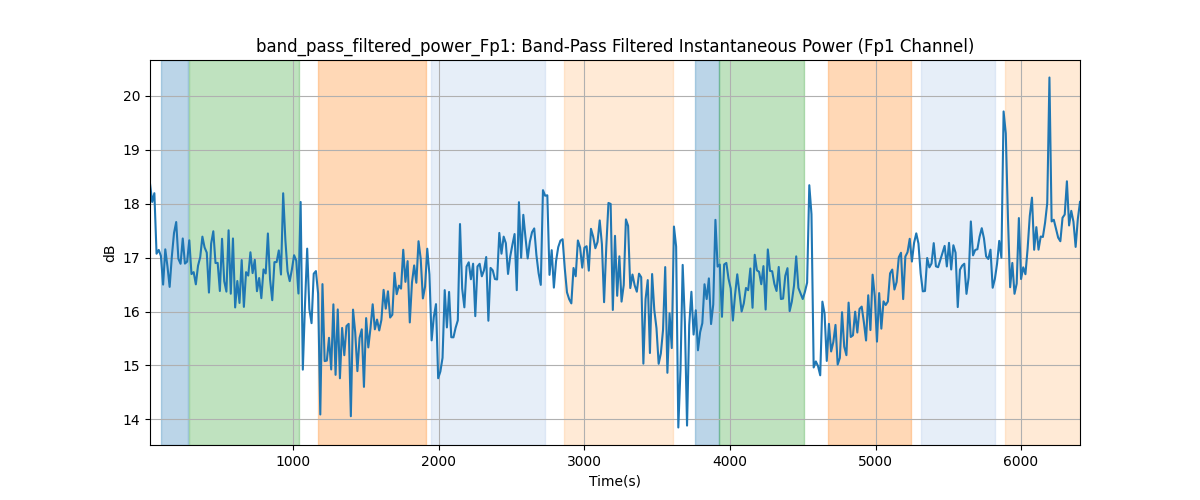 band_pass_filtered_power_Fp1: Band-Pass Filtered Instantaneous Power (Fp1 Channel)
20
19
18
17
16
15
14
dB
1000 2000 3000 4000 5000 6000
Time(s)